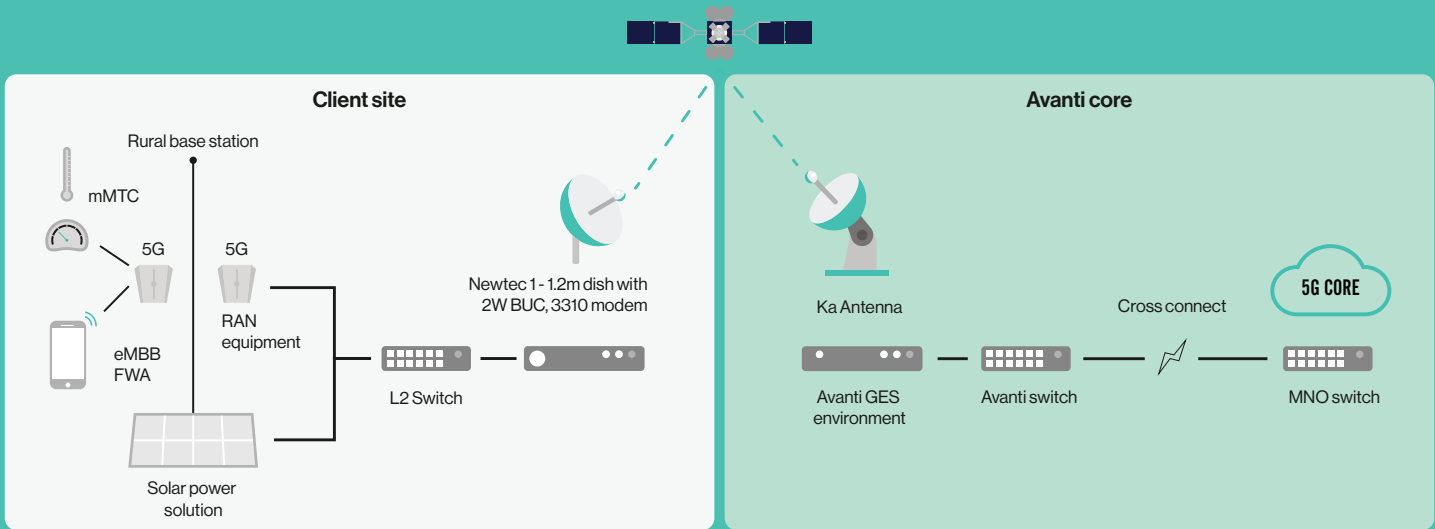 Client site
Rural base station
mMTC
5G
5G
RAN
equipment
eMBB
FWA
Solar power
solution
L2 Switch
Newtec 1 - 1.2m dish with
2W BUC, 3310 modem
Avanti core
Ka Antenna
Avanti GES
environment
Avanti switch
Cross connect
5G CORE
MNO switch